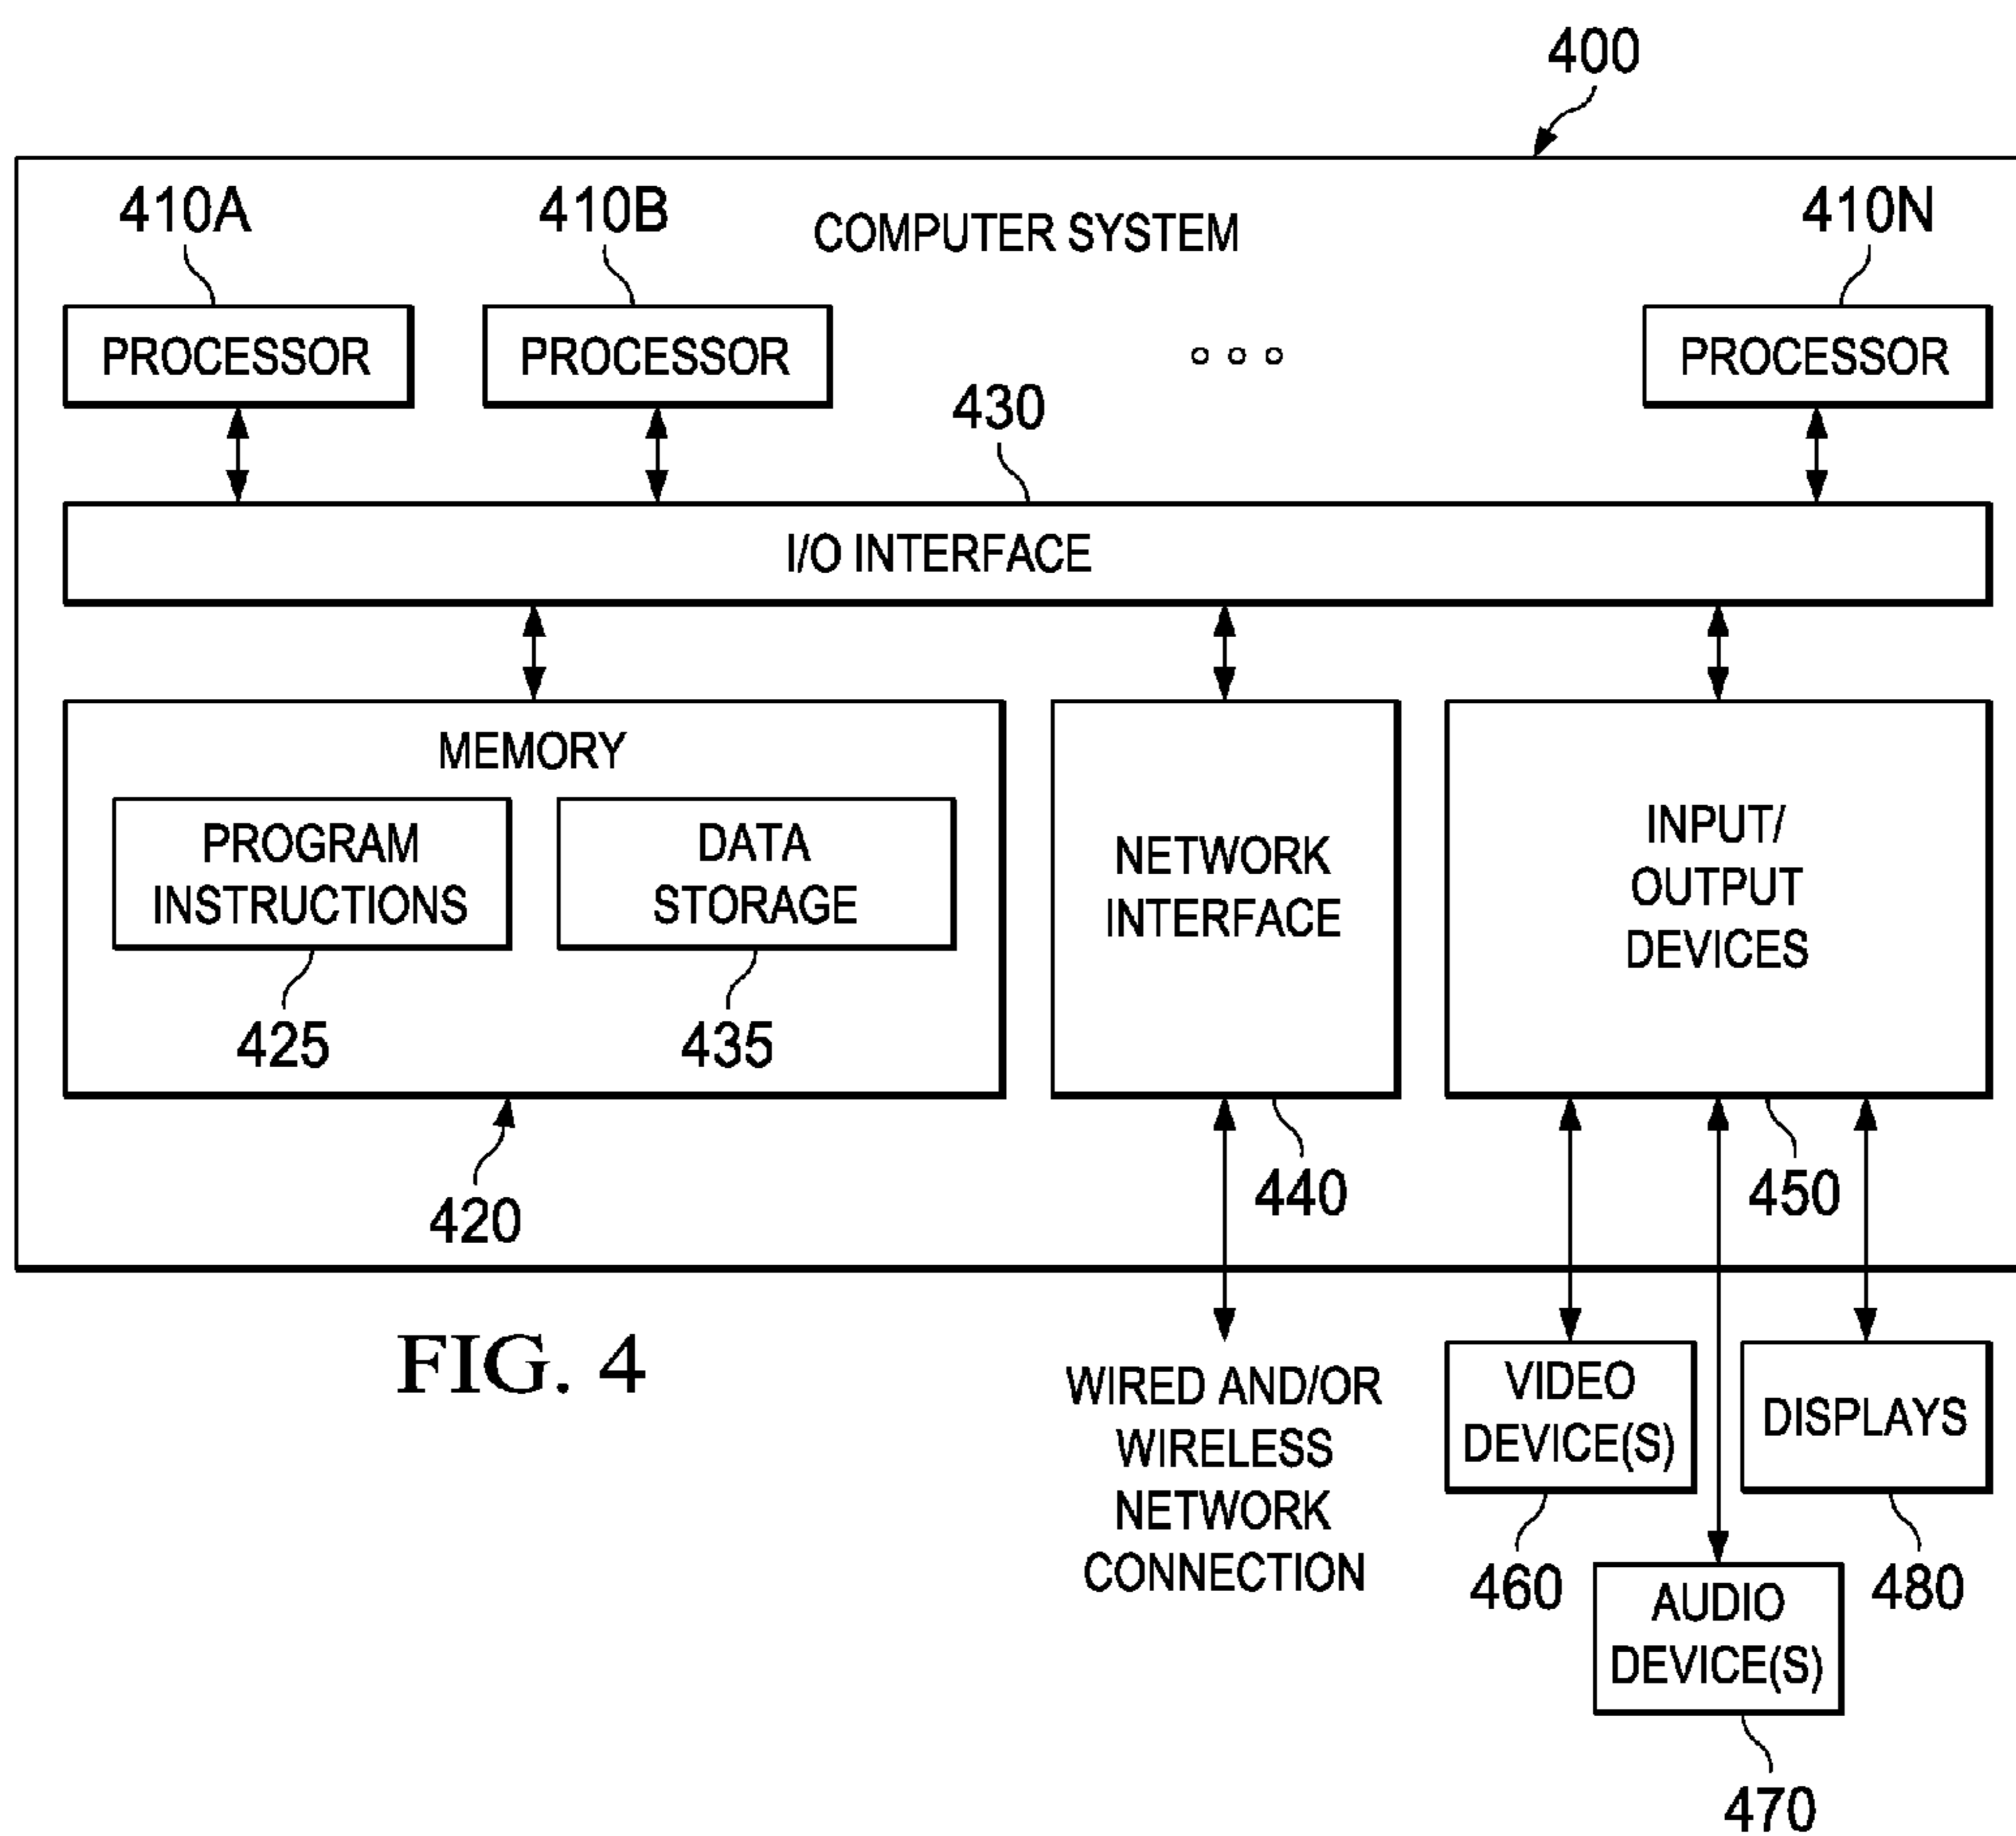 400
410A
410B
COMPUTER SYSTEM
410N
PROCESSOR
PROCESSOR
PROCESSOR
430
I/O INTERFACE
MEMORY
PROGRAM
INSTRUCTIONS
DATA
STORAGE
425
435
420
NETWORK
INTERFACE
440
INPUT/
OUTPUT
DEVICES
450
FIG. 4
WIRED AND/OR
WIRELESS
NETWORK
CONNECTION
VIDEO
DEVICE(S)
460
DISPLAYS
480
AUDIO
DEVICE(S)
470